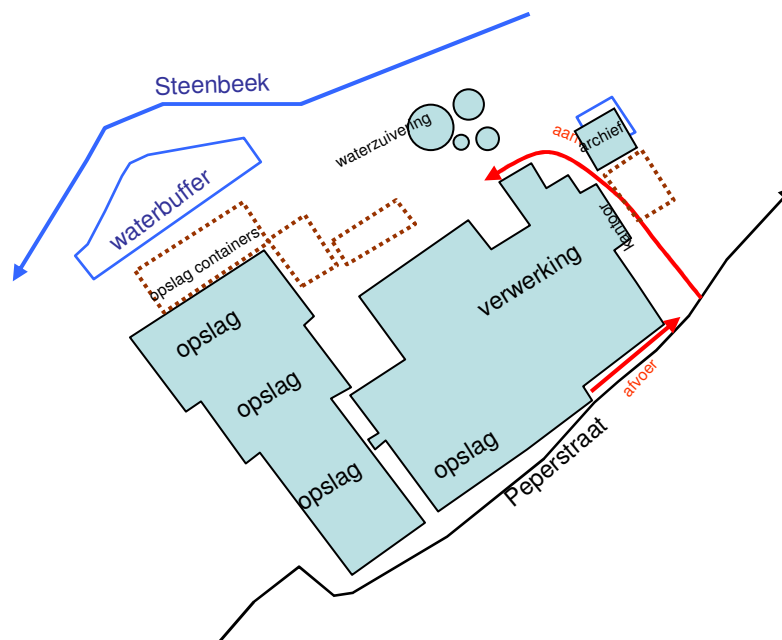 Steenbeek
waterzuivering
aan
archief
waterbuffer
opslag containers
kantoor
verwerking
opslag
opslag
opslag
opslag
afvoer
Peperstraat